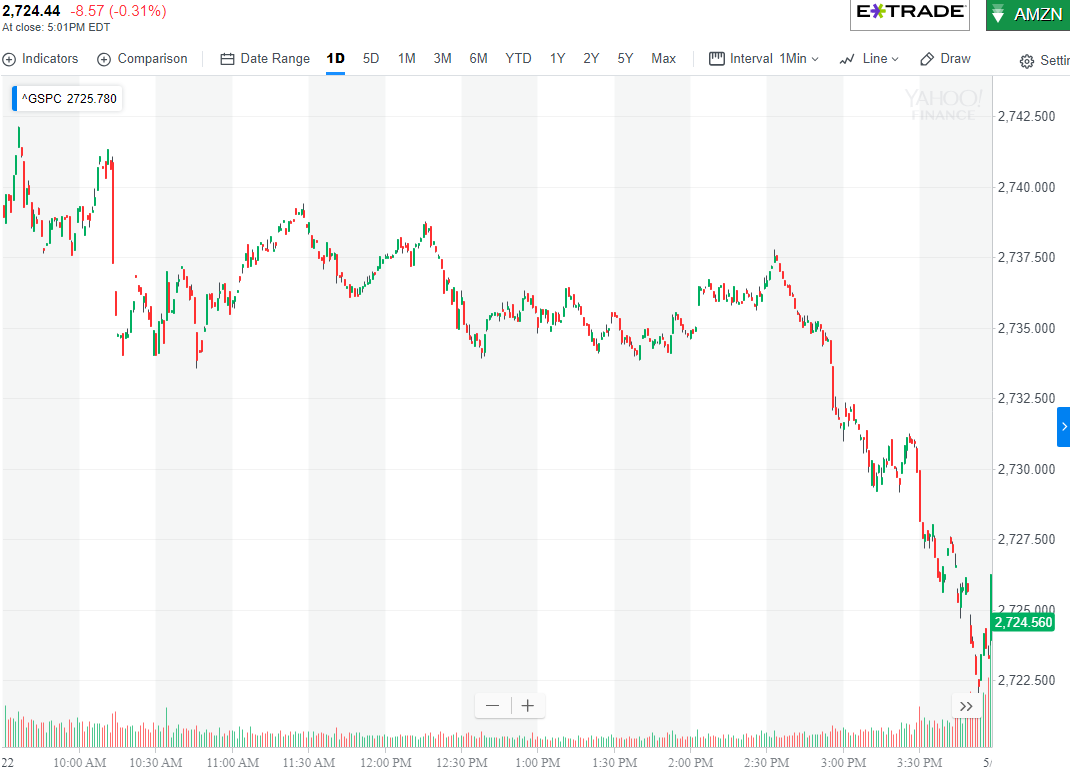 2,724.44 -8.57 (-0.31%)
At close: 5:01PM EDT
E*TRADE
AMZN
Indicators Comparison Date Range 1D 5D 1M 3M 6M YTD 1Y 2Y 5Y Max Interval 1Min Line Draw Settin
^GSPC 2725.780
YAHOO!
FINANCE
2,742.500
2,740.000
2,737.500
2,735.000
2,732.500
2,730.000
2,727.500
2,725.000
2,724.560
2,722.500
22 10:00 AM 10:30 AM 11:00 AM 11:30 AM 12:00 PM 12:30 PM 1:00 PM 1:30 PM 2:00 PM 2:30 PM 3:00 PM 3:30 PM 5/